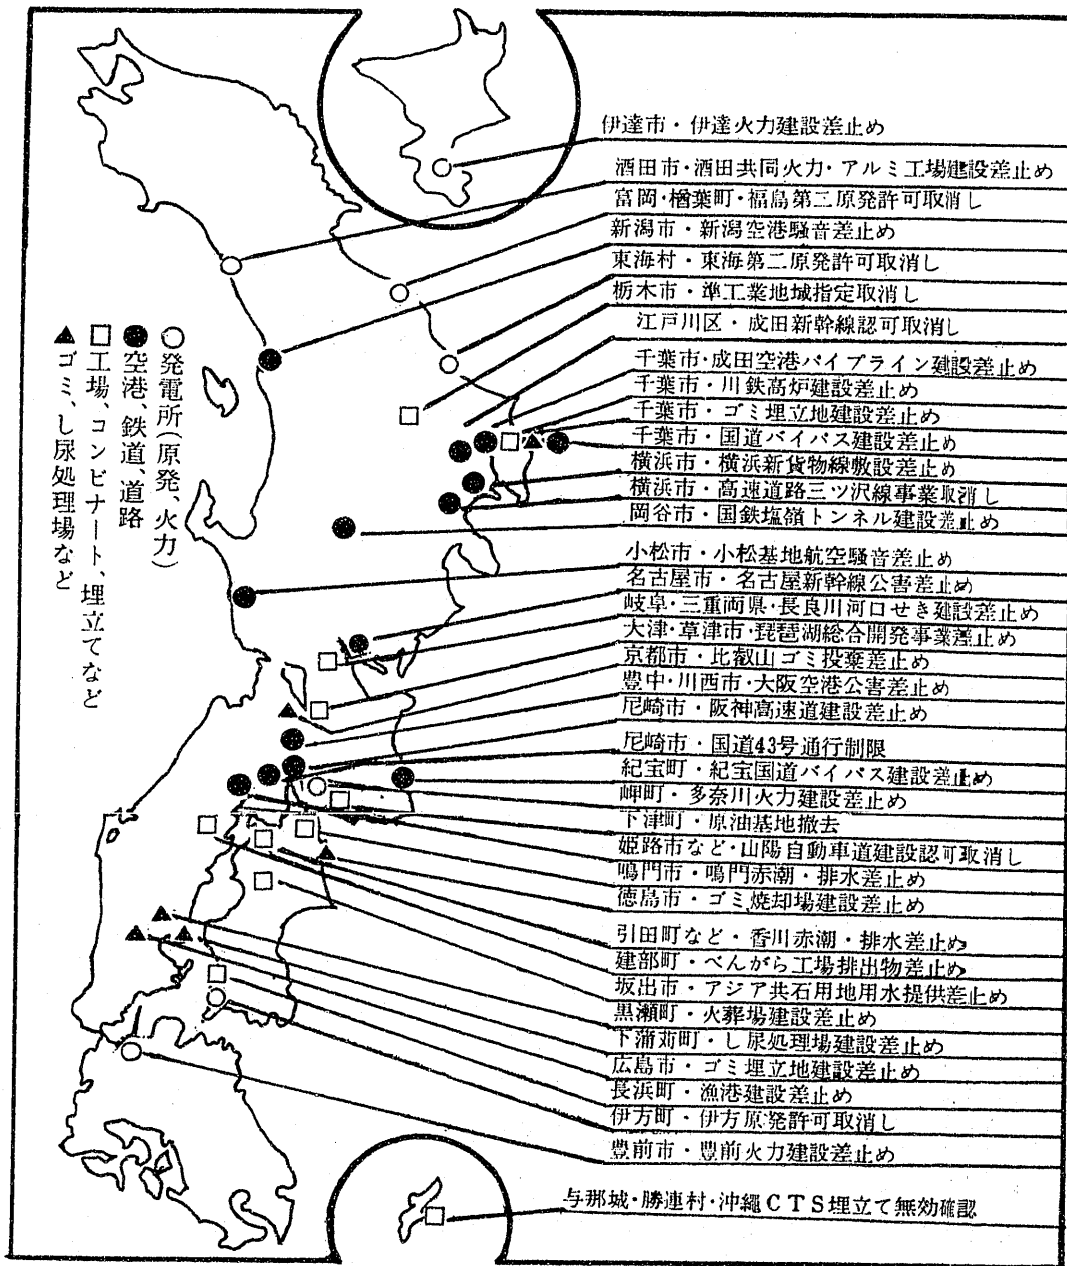 伊達市・伊達火力建設差止め
酒田市・酒田共同火力・アルミ工場建設差止め
富岡・楢葉町・福島第二原発許可取消し
新潟市・新潟空港騒音差止め
東海村・東海第二原発許可取消し
栃木市・準工業地域指定取消し
江戸川区・成田新幹線認可取消し
千葉市・成田空港パイプライン建設差止め
千葉市・川鉄高炉建設差止め
千葉市・ゴミ埋立地建設差止め
千葉市・国道バイパス建設差止め
横浜市・横浜新貨物線敷設差止め
横浜市・高速道路三ツ沢線事業取消し
岡谷市・国鉄塩嶺トンネル建設差止め
小松市・小松基地航空騒音差止め
名古屋市・名古屋新幹線公害差止め
岐阜・三重両県・長良川河口せき建設差止め
大津・草津市・琵琶湖総合開発事業差止め
京都市・比叡山ゴミ投棄差止め
豊中・川西市・大阪空港公害差止め
尼崎市・阪神高速道建設差止め
尼崎市・国道43号通行制限
紀宝町・紀宝国道バイパス建設差止め
岬町・多奈川火力建設差止め
下津町・原油基地撤去
姫路市など・山陽自動車道建設認可取消し
鳴門市・鳴門赤潮・排水差止め
徳島市・ゴミ焼却場建設差止め
引田町など・香川赤潮・排水差止め
建部町・べんがら工場排出物差止め
坂出市・アジア共石用地用水提供差止め
黒瀬町・火葬場建設差止め
下蒲苅町・し尿処理場建設差止め
広島市・ゴミ埋立地建設差止め
長浜町・漁港建設差止め
伊方町・伊方原発許可取消し
豊前市・豊前火力建設差止め
与那城・勝連村・沖縄CTS埋立て無効確認
○発電所(原発、火力)
●空港、鉄道、道路
□工場、コンビナート、埋立てなど
▲ゴミ、し尿処理場など